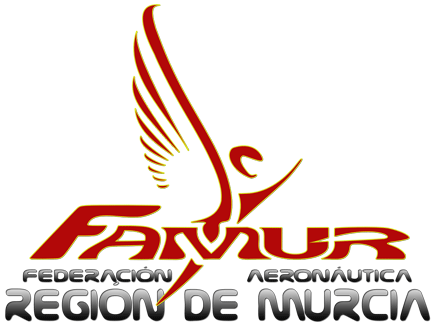 FAMUR
FEDERACIÓN AERONÁUTICA
REGIÓN DE MURCIA